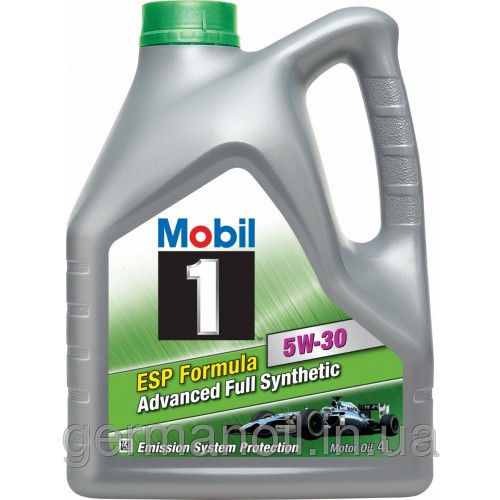 Mobil
1
ESP Formula
5W-30
Advanced Full Synthetic
Emission System Protection
Motor Oil 4L
germanoil.in.ua